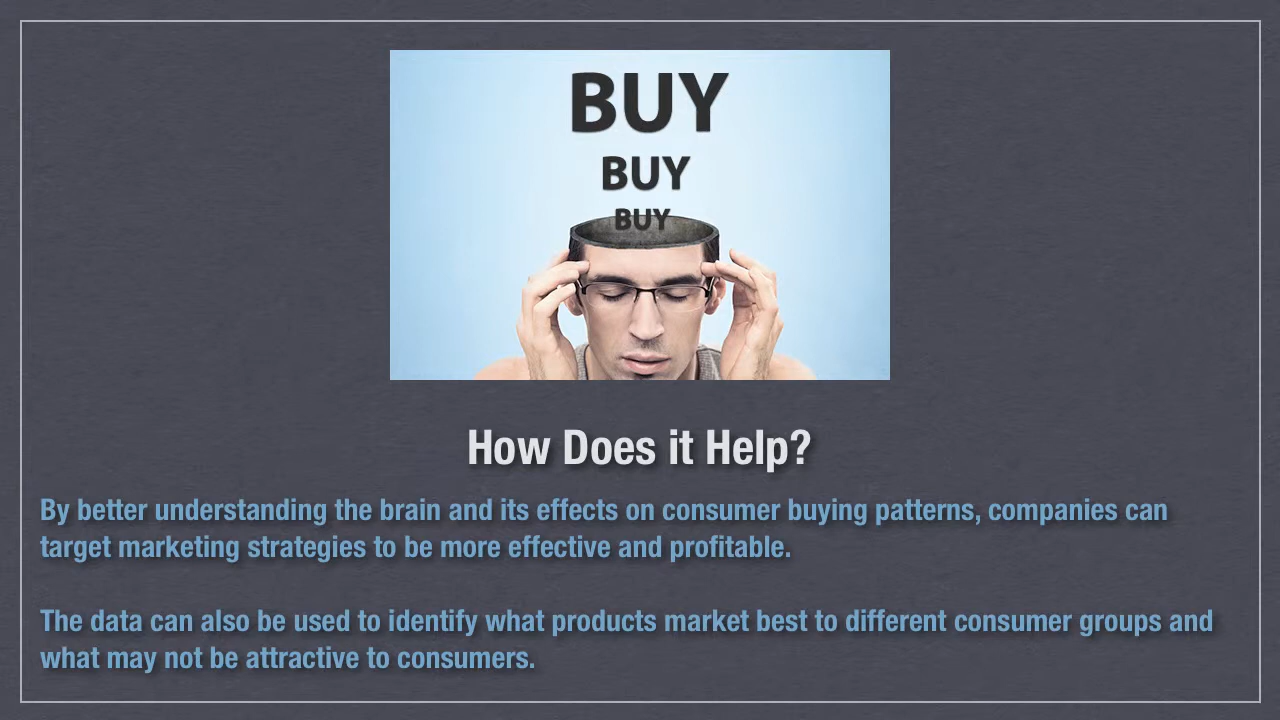 BUY
BUY
BUY
How Does it Help?
By better understanding the brain and its effects on consumer buying patterns, companies can
target marketing strategies to be more effective and profitable.
The data can also be used to identify what products market best to different consumer groups and
what may not be attractive to consumers.